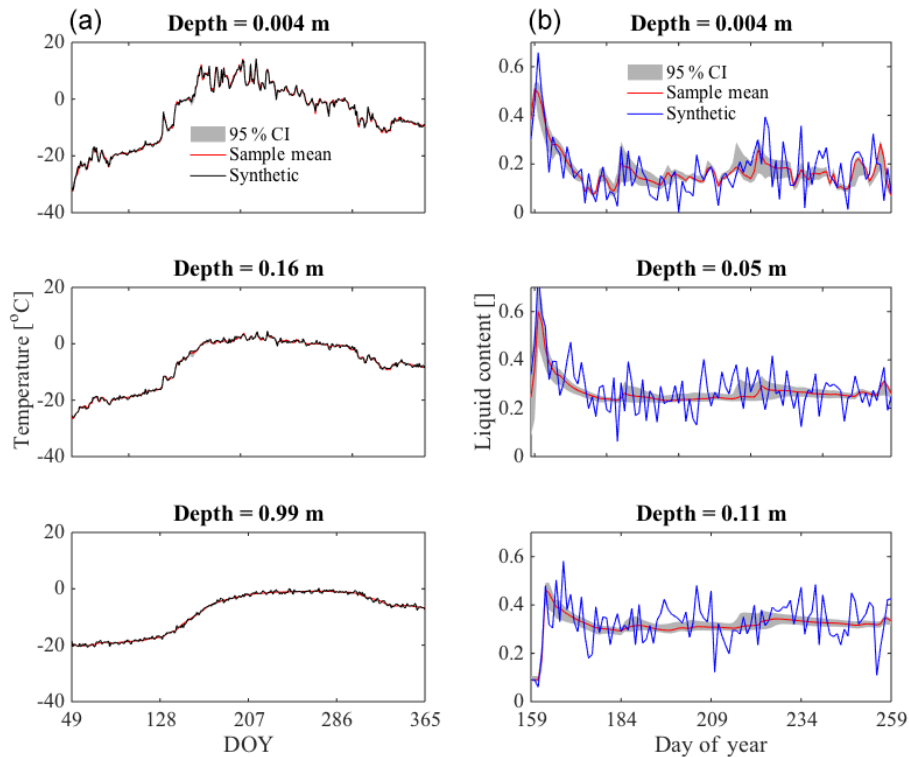 (a)
Depth = 0.004 m
20
0
-20
-40
95 % CI
Sample mean
Synthetic
Depth = 0.16 m
20
0
-20
-40
Temperature [°C]
Depth = 0.99 m
20
0
-20
-40
49 128 207 286 365
DOY
(b)
Depth = 0.004 m
0.6
0.4
0.2
0
95 % CI
Sample mean
Synthetic
Depth = 0.05 m
0.6
0.4
0.2
0
Liquid content []
Depth = 0.11 m
0.6
0.4
0.2
0
159 184 209 234 259
Day of year